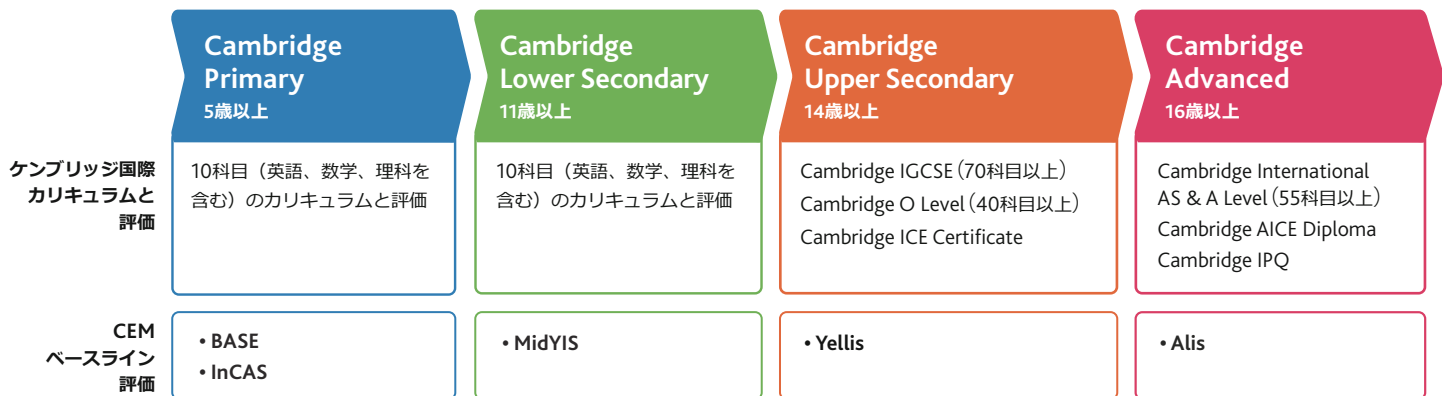 Cambridge
Primary
5歳以上
Cambridge
Lower Secondary
11歳以上
Cambridge
Upper Secondary
14歳以上
Cambridge
Advanced
16歳以上
ケンブリッジ国際
カリキュラムと
評価
10科目（英語、数学、理科を
含む）のカリキュラムと評価
10科目（英語、数学、理科を
含む）のカリキュラムと評価
Cambridge IGCSE（70科目以上）
Cambridge O Level（40科目以上）
Cambridge ICE Certificate
Cambridge International
AS & A Level（55科目以上）
Cambridge AICE Diploma
Cambridge IPQ
CEM
ベースライン
評価
• BASE
• InCAS
• MidYIS
• Yellis
• Alis